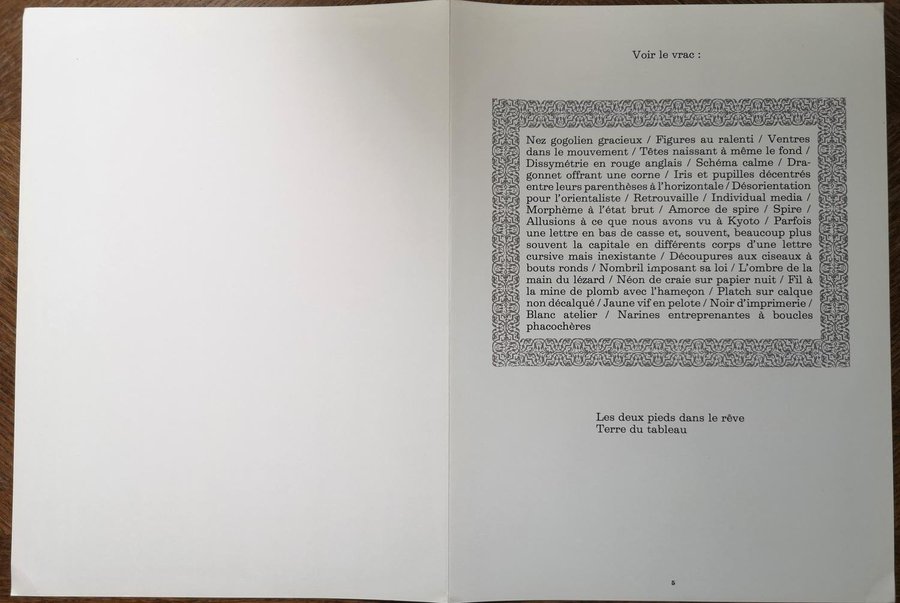 Voir le vrac :
Nez gogolien gracieux / Figures au ralenti / Ventres
dans le mouvement / Têtes naissant à même le fond /
Dissymétrie en rouge anglais / Schéma calme / Dra-
gonnet offrant une corne / Iris et pupilles décentrés
entre leurs parenthèses à l'horizontale / Désorientation
pour l'orientaliste / Retrouvaille / Individual media /
Morphème à l'état brut / Amorce de spire / Spire /
Allusions à ce que nous avons vu à Kyoto / Parfois
une lettre en bas de casse et, souvent, beaucoup plus
souvent la capitale en différents corps d'une lettre
cursive mais inexistante / Découpures aux ciseaux à
bouts ronds / Nombril imposant sa loi / L'ombre de la
main du lézard / Néon de craie sur papier nuit / Fil à
la mine de plomb avec l'hameçon / Platch sur calque
non décalqué / Jaune vif en pelote / Noir d'imprimerie /
Blanc atelier / Narines entreprenantes à boucles
phacochères
Les deux pieds dans le rêve
Terre du tableau
5